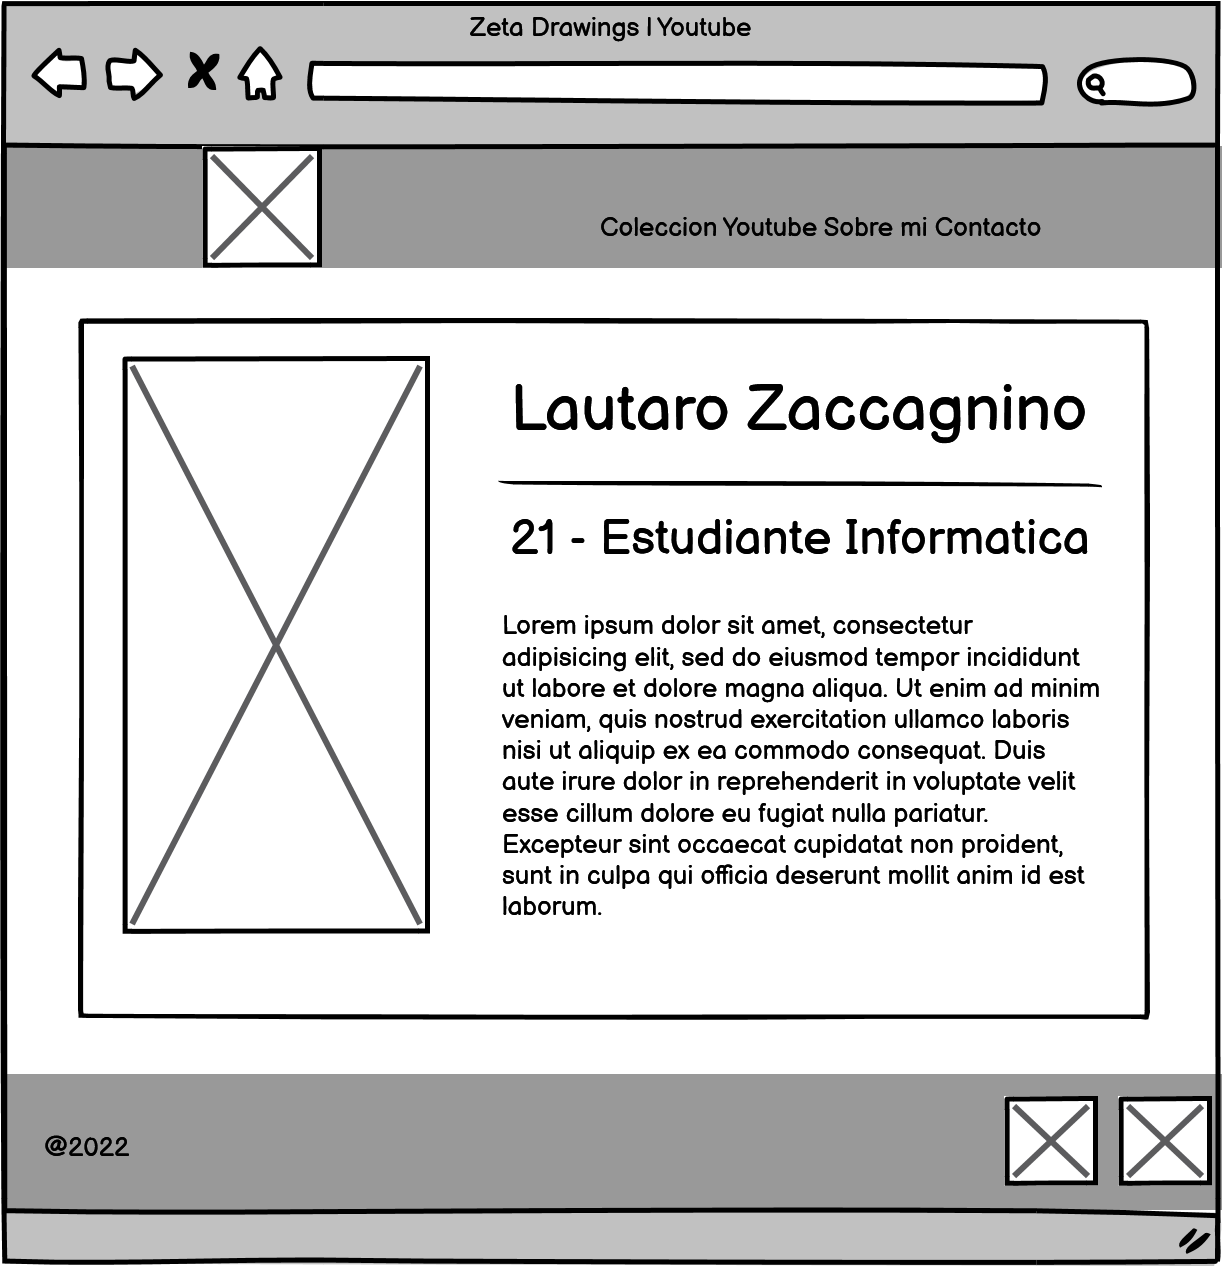 Zeta Drawings | Youtube
Coleccion Youtube Sobre mi Contacto
Lautaro Zaccagnino
21 - Estudiante Informatica
Lorem ipsum dolor sit amet, consectetur
adipisicing elit, sed do eiusmod tempor incididunt
ut labore et dolore magna aliqua. Ut enim ad minim
veniam, quis nostrud exercitation ullamco laboris
nisi ut aliquip ex ea commodo consequat. Duis
aute irure dolor in reprehenderit in voluptate velit
esse cillum dolore eu fugiat nulla pariatur.
Excepteur sint occaecat cupidatat non proident,
sunt in culpa qui officia deserunt mollit anim id est
laborum.
@2022